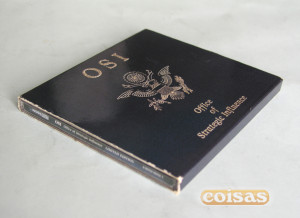 OSI
Office
of
Strategic Influence
coisas